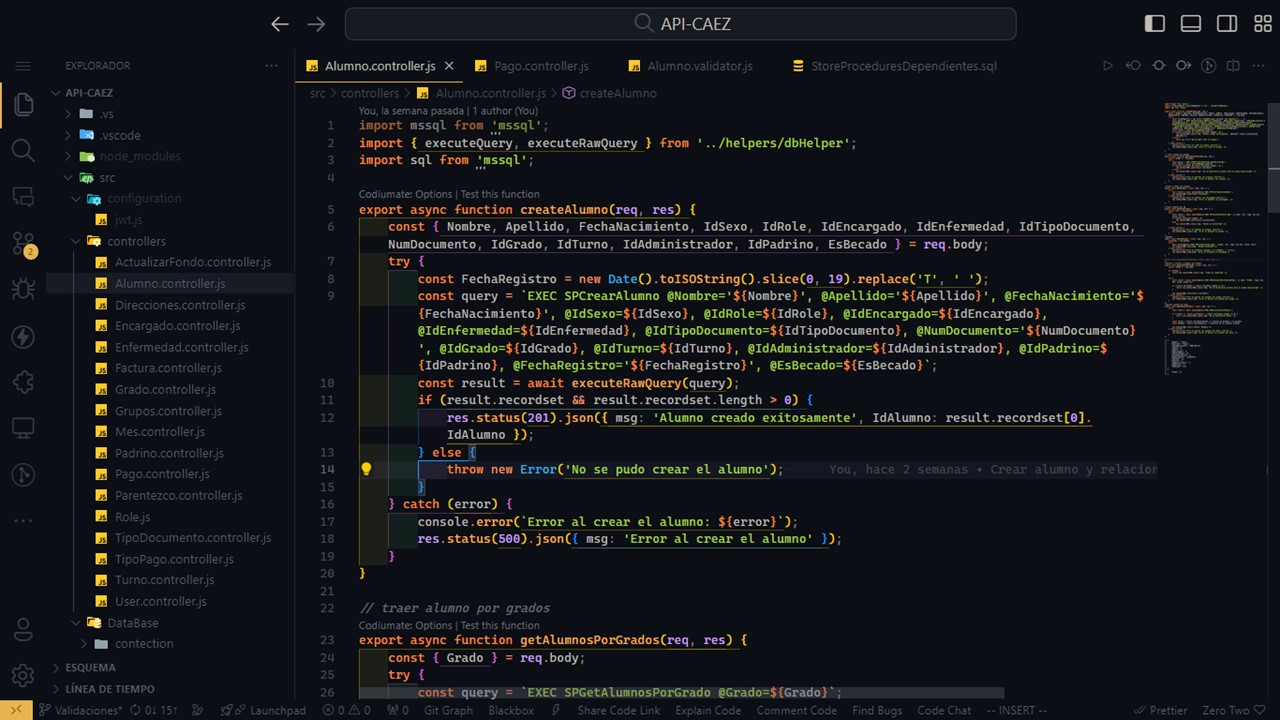 API-CAEZ
EXPLORADOR
API-CAEZ
.vs
.vscode
node_modules
src
configuration
jwt.js
controllers
ActualizarFondo.controller.js
Alumno.controller.js
Direcciones.controller.js
Encargado.controller.js
Enfermedad.controller.js
Factura.controller.js
Grado.controller.js
Grupos.controller.js
Mes.controller.js
Padrino.controller.js
Pago.controller.js
Parentezco.controller.js
Role.js
TipoDocumento.controller.js
TipoPago.controller.js
Turno.controller.js
User.controller.js
DataBase
contection
ESQUEMA
LÍNEA DE TIEMPO
2
Alumno.controller.js
Pago.controller.js
Alumno.validator.js
StoreProceduresDependientes.sql
src > controllers > Alumno.controller.js > createAlumno
You, la semana pasada | 1 author (You)
1 import mssql from 'mssql';
2 import { executeQuery, executeRawQuery } from '../helpers/dbHelper';
3 import sql from 'mssql';
4
Codiumate: Options | Test this function
5 export async function createAlumno(req, res) {
6 const { Nombre, Apellido, FechaNacimiento, IdSexo, IdRole, IdEncargado, IdEnfermedad, IdTipoDocumento,
NumDocumento, IdGrado, IdTurno, IdAdministrador, IdPadrino, EsBecado } = req.body;
7 try {
8 const FechaRegistro = new Date().toISOString().slice(0, 19).replace('T', ' ');
9 const query = `EXEC SPCrearAlumno @Nombre='${Nombre}', @Apellido='${Apellido}', @FechaNacimiento='$
{FechaNacimiento}', @IdSexo=${IdSexo}, @IdRole=${IdRole}, @IdEncargado=${IdEncargado},
@IdEnfermedad=${IdEnfermedad}, @IdTipoDocumento=${IdTipoDocumento}, @NumDocumento='${NumDocumento}
', @IdGrado=${IdGrado}, @IdTurno=${IdTurno}, @IdAdministrador=${IdAdministrador}, @IdPadrino=$
{IdPadrino}, @FechaRegistro='${FechaRegistro}', @EsBecado=${EsBecado}`;
10 const result = await executeRawQuery(query);
11 if (result.recordset && result.recordset.length > 0) {
12 res.status(201).json({ msg: 'Alumno creado exitosamente', IdAlumno: result.recordset[0].
IdAlumno });
13 } else {
14 throw new Error('No se pudo crear el alumno'); You, hace 2 semanas • Crear alumno y relacion
15 }
16 } catch (error) {
17 console.error(`Error al crear el alumno: ${error}`);
18 res.status(500).json({ msg: 'Error al crear el alumno' });
19 }
20 }
21
22 // traer alumno por grados
Codiumate: Options | Test this function
23 export async function getAlumnosPorGrados(req, res) {
24 const { Grado } = req.body;
25 try {
26 const query = `EXEC SPGetAlumnosPorGrado @Grado=${Grado}`;
Validaciones* 0↓ 15↑ Launchpad 0 0 0 Git Graph Blackbox Share Code Link Explain Code Comment Code Find Bugs Code Chat -- INSERT -- Prettier Zero Two